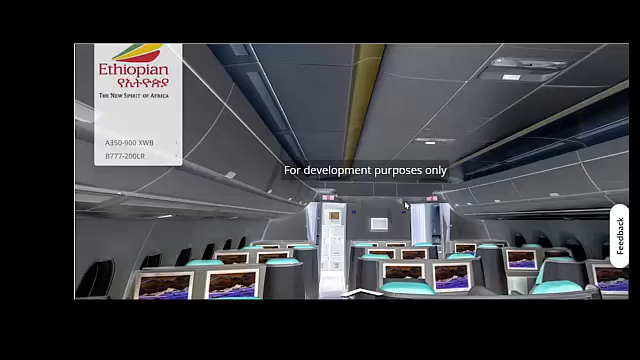 Ethiopian
የኢትዮጵያ
THE NEW SPIRIT OF AFRICA
A350-900 XWB
B777-200LR
For development purposes only
Feedback